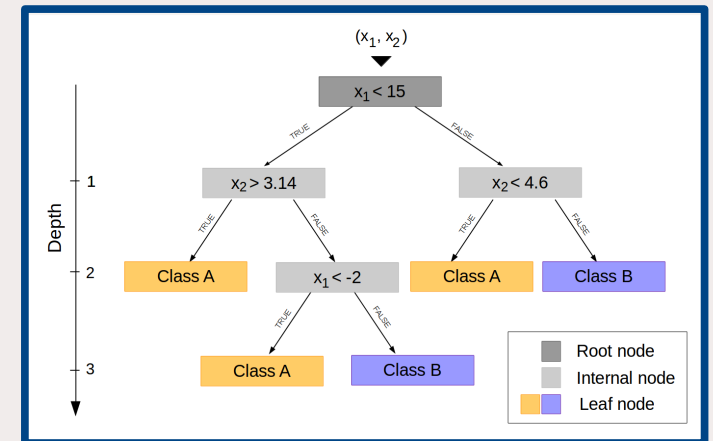 (x1, x2)
x1 < 15
TRUE
FALSE
1
x2 > 3.14
x2 < 4.6
Depth
TRUE
FALSE
TRUE
FALSE
2
Class A
x1 < -2
Class A
Class B
TRUE
FALSE
3
Class A
Class B
Root node
Internal node
Leaf node